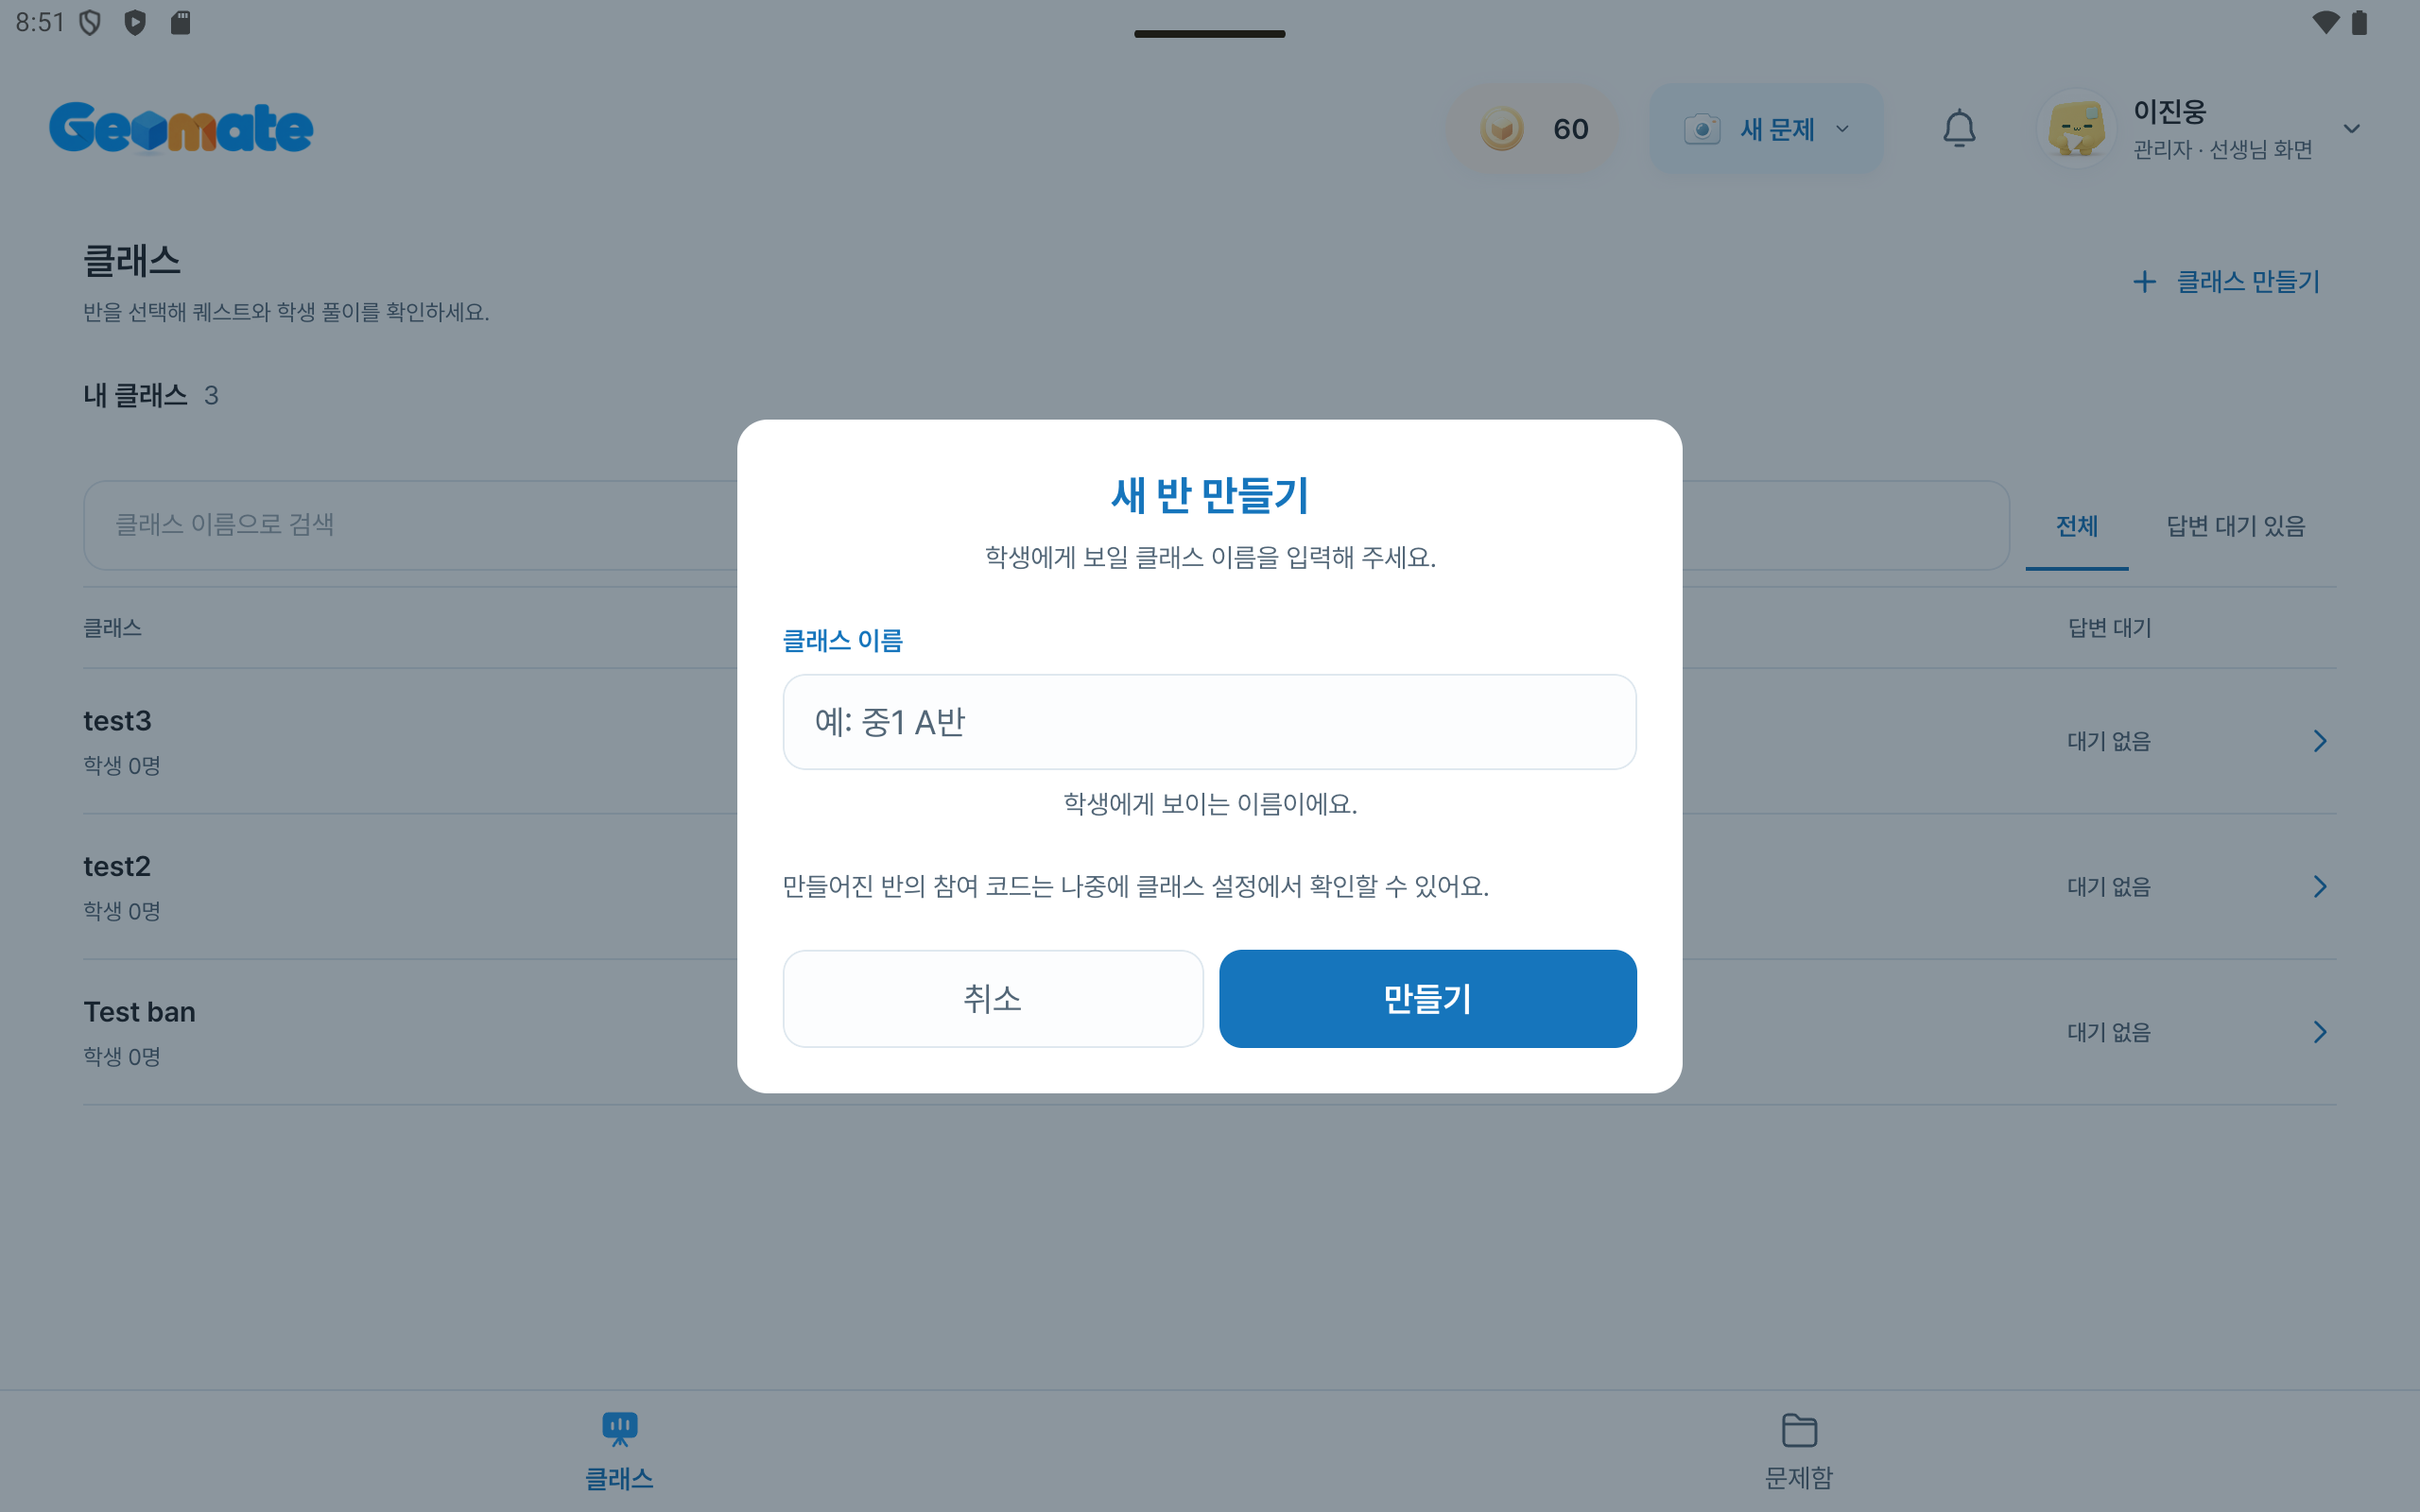 8:51
Geomate
60
새 문제
이진웅
관리자 · 선생님 화면
클래스
반을 선택해 퀘스트와 학생 풀이를 확인하세요.
클래스 만들기
내 클래스 3
클래스 이름으로 검색
전체
답변 대기 있음
클래스
답변 대기
test3
학생 0명
대기 없음
test2
학생 0명
대기 없음
Test ban
학생 0명
대기 없음
새 반 만들기
학생에게 보일 클래스 이름을 입력해 주세요.
클래스 이름
예: 중1 A반
학생에게 보이는 이름이에요.
만들어진 반의 참여 코드는 나중에 클래스 설정에서 확인할 수 있어요.
취소
만들기
클래스
문제함